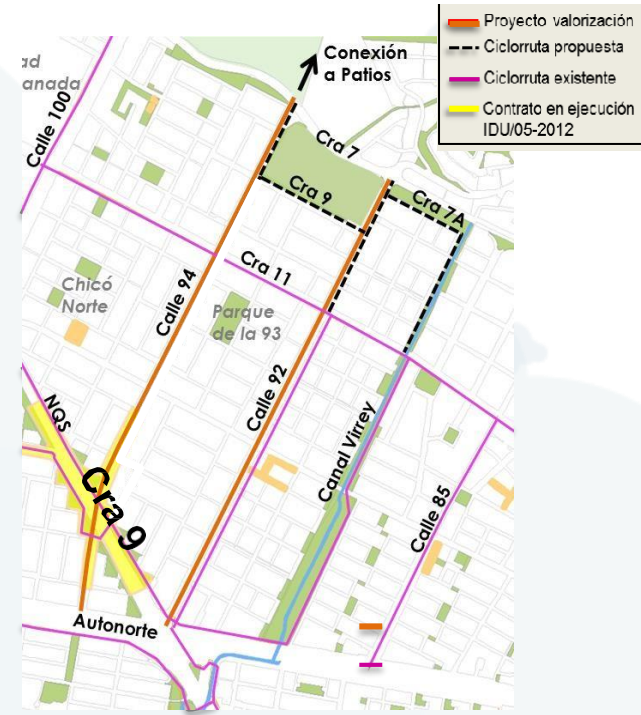 Proyecto valorización
Ciclorruta propuesta
Ciclorruta existente
Contrato en ejecución
IDU/05-2012
Conexión
a Patios
ad
anada
Calle 100
Cra 7
Cra 9
Cra 7A
Cra 11
Chicó
Norte
Calle 94
Parque
de la 93
Calle 92
NQS
Cra 9
Canal Virrey
Calle 85
Autonorte